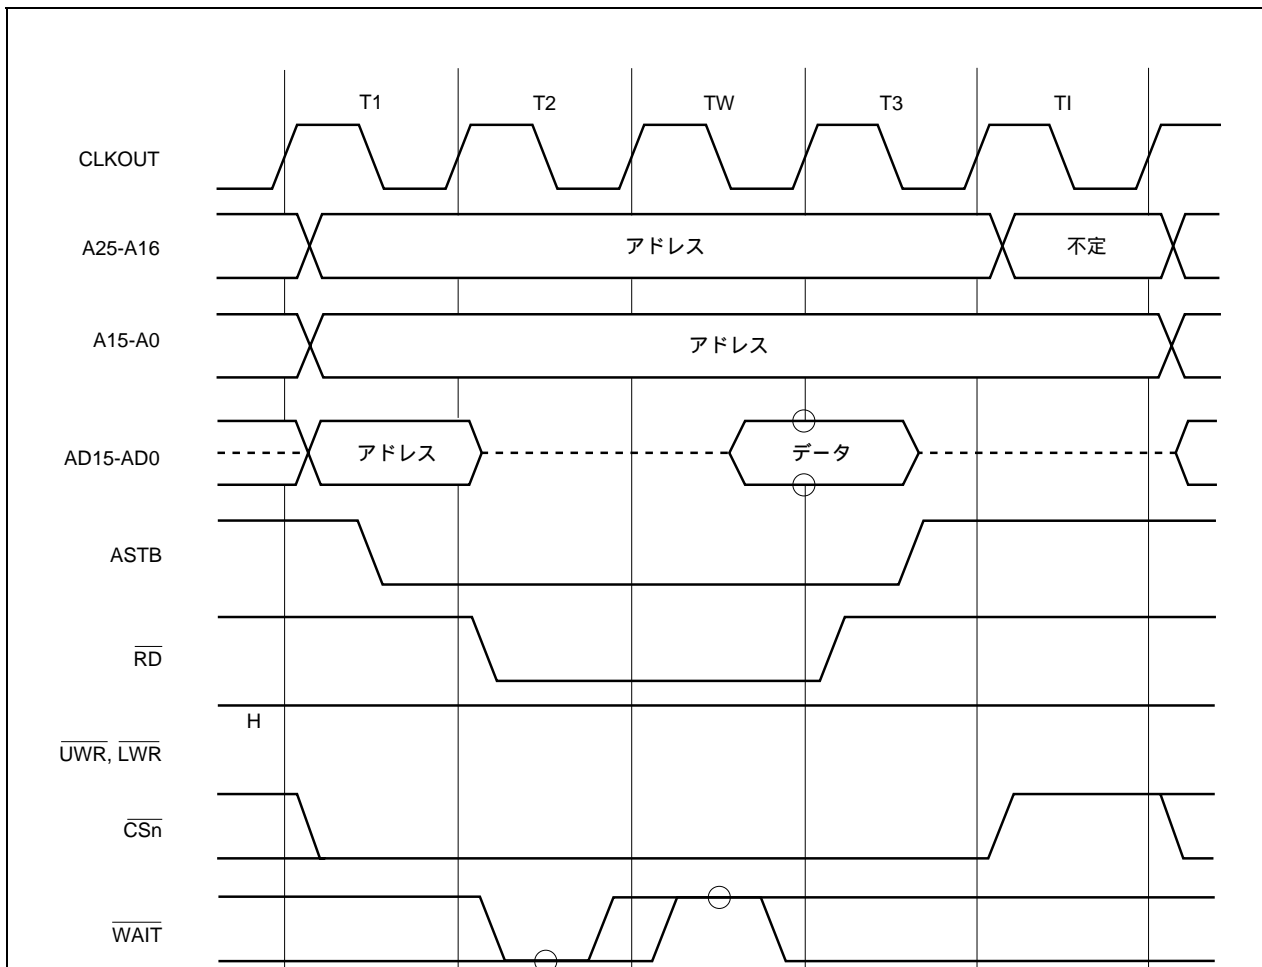 T1 T2 TW T3 TI
CLKOUT
A25-A16 アドレス 不定
A15-A0 アドレス
AD15-AD0 アドレス データ
ASTB
RD
H
UWR, LWR
CSn
WAIT